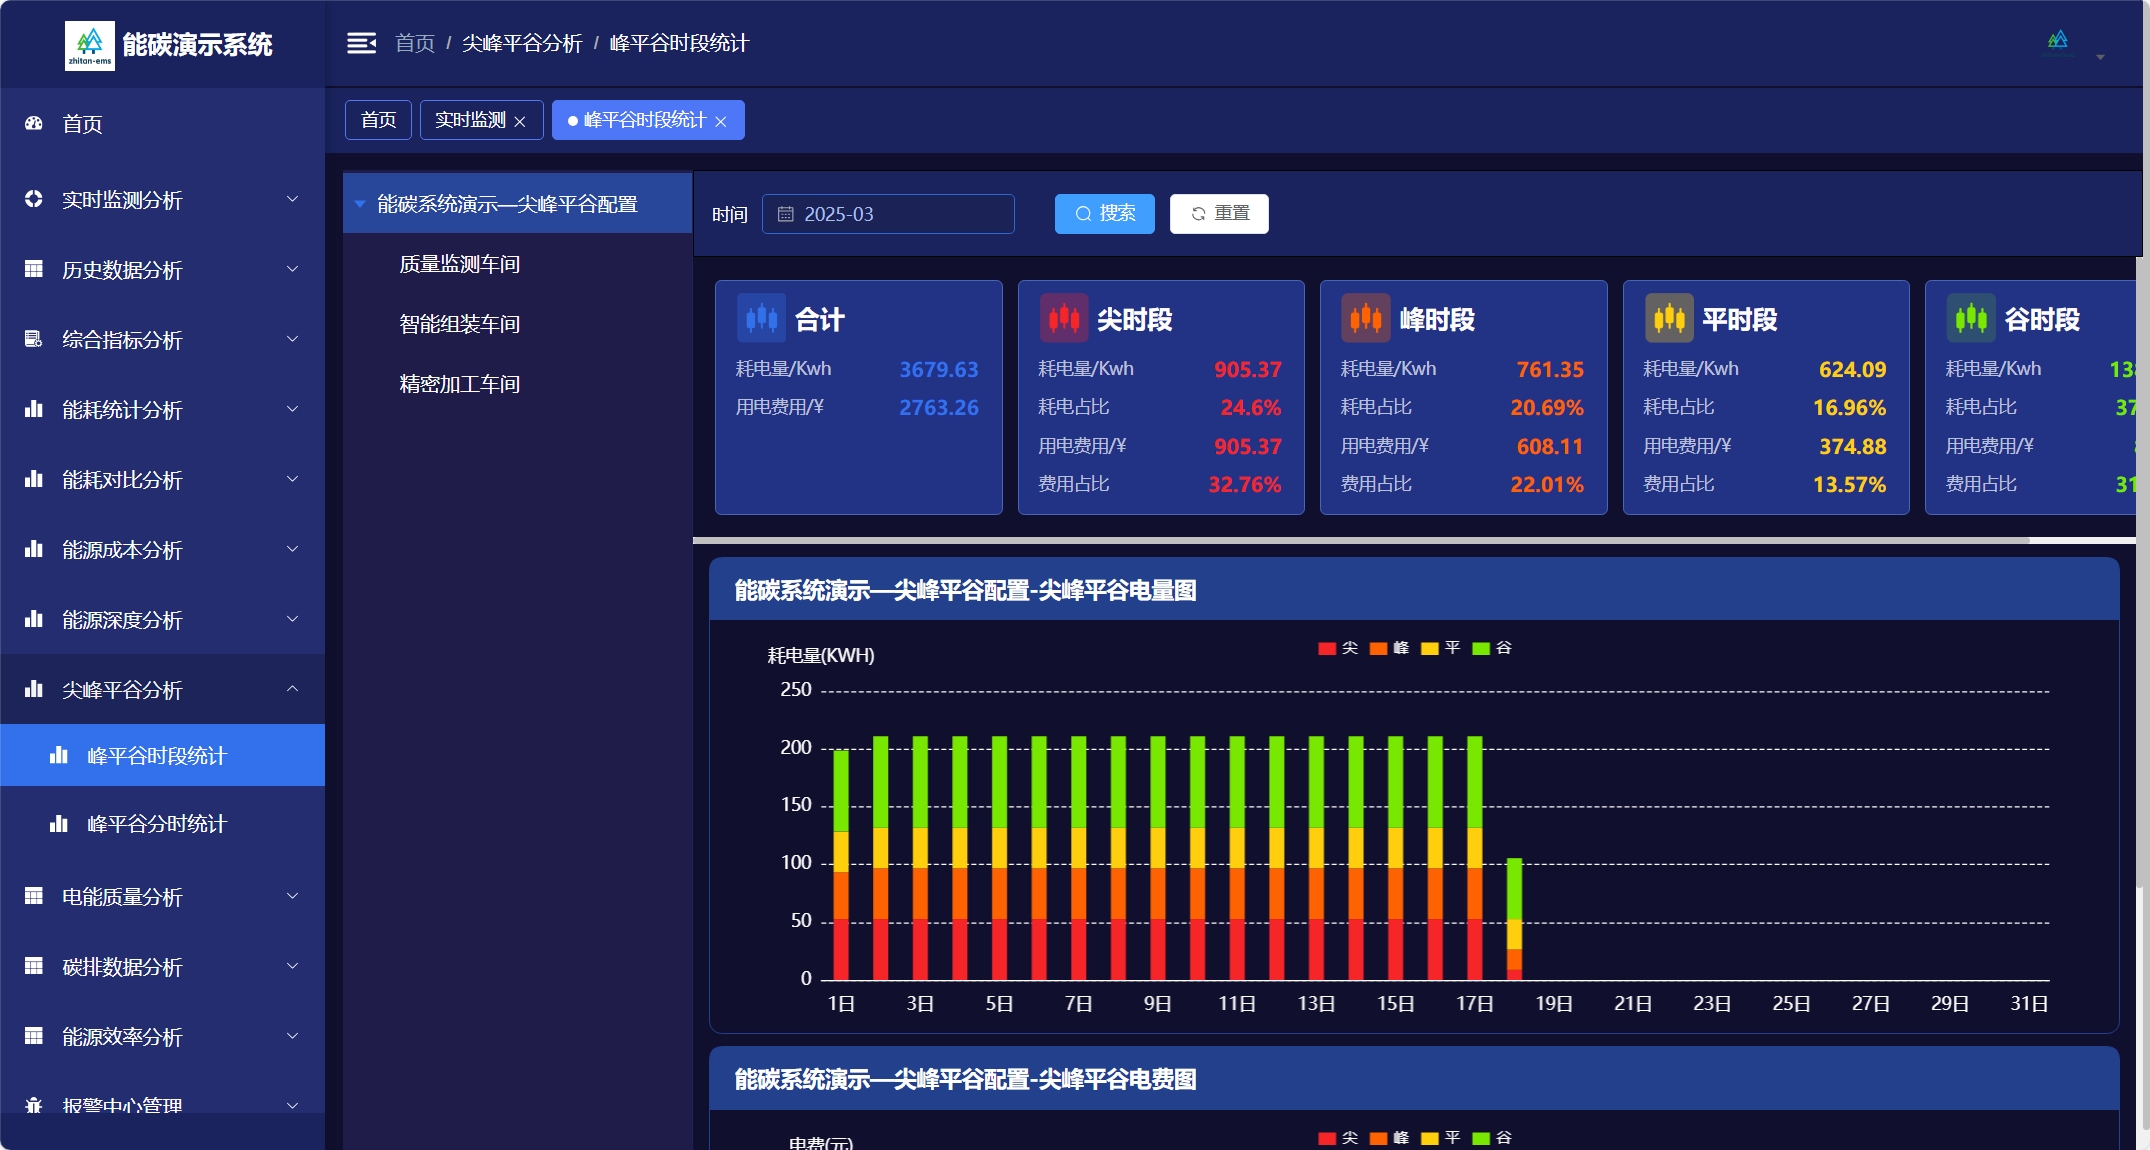 zhitan-ems
能碳演示系统
首页 / 尖峰平谷分析 / 峰平谷时段统计
首页
实时监测
峰平谷时段统计
首页
实时监测分析
历史数据分析
综合指标分析
能耗统计分析
能耗对比分析
能源成本分析
能源深度分析
尖峰平谷分析
峰平谷时段统计
峰平谷分时统计
电能质量分析
碳排数据分析
能源效率分析
报警中心管理
能碳系统演示—尖峰平谷配置
质量监测车间
智能组装车间
精密加工车间
时间 2025-03 搜索 重置
合计
耗电量/Kwh 3679.63
用电费用/¥ 2763.26
尖时段
耗电量/Kwh 905.37
耗电占比 24.6%
用电费用/¥ 905.37
费用占比 32.76%
峰时段
耗电量/Kwh 761.35
耗电占比 20.69%
用电费用/¥ 608.11
费用占比 22.01%
平时段
耗电量/Kwh 624.09
耗电占比 16.96%
用电费用/¥ 374.88
费用占比 13.57%
谷时段
耗电量/Kwh
耗电占比 37
用电费用/¥
费用占比 31
能碳系统演示—尖峰平谷配置-尖峰平谷电量图
耗电量(KWH)
尖 峰 平 谷
250
200
150
100
50
0
1日 3日 5日 7日 9日 11日 13日 15日 17日 19日 21日 23日 25日 27日 29日 31日
能碳系统演示—尖峰平谷配置-尖峰平谷电费图
电费(元)
尖 峰 平 谷